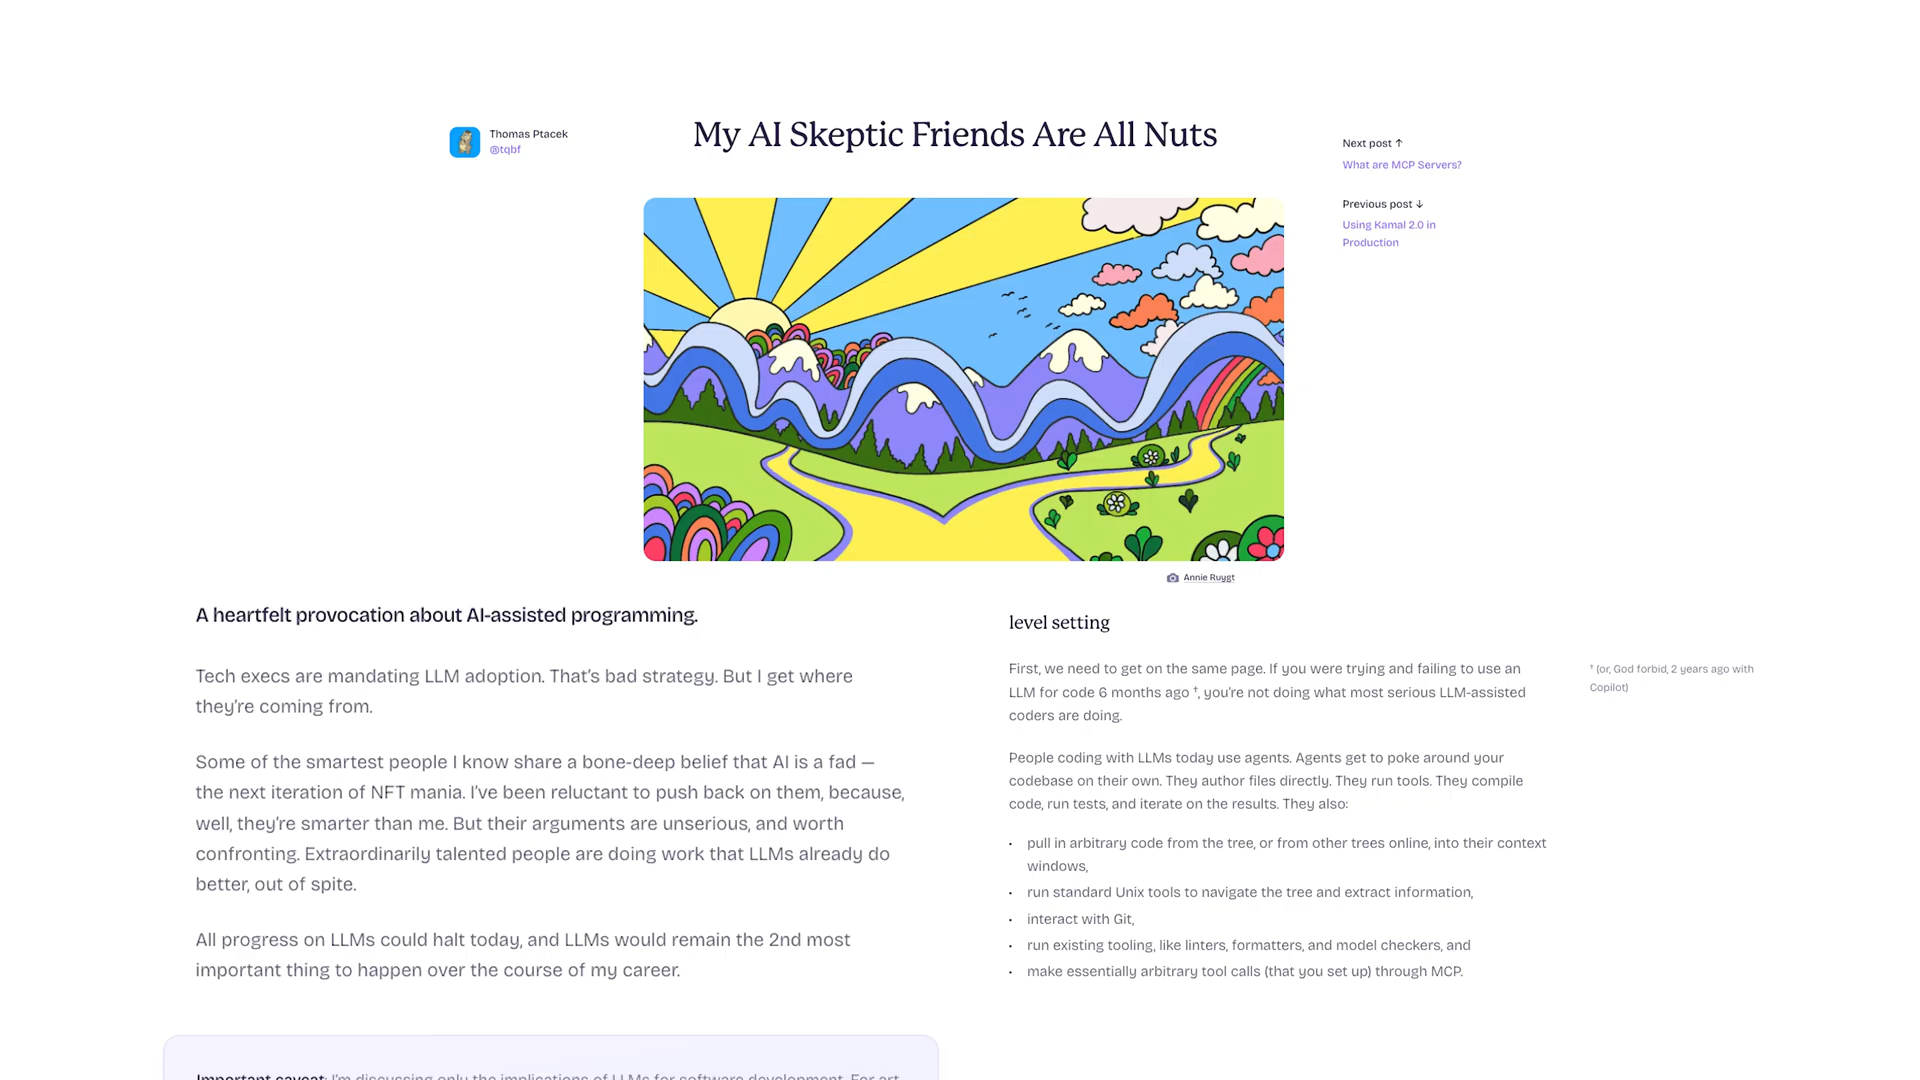 Thomas Ptacek
@tqbf
My AI Skeptic Friends Are All Nuts
Next post ↑
What are MCP Servers?
Previous post ↓
Using Kamal 2.0 in
Production
Annie Ruygt
A heartfelt provocation about AI-assisted programming.
Tech execs are mandating LLM adoption. That’s bad strategy. But I get where
they’re coming from.
Some of the smartest people I know share a bone-deep belief that AI is a fad —
the next iteration of NFT mania. I’ve been reluctant to push back on them, because,
well, they’re smarter than me. But their arguments are unserious, and worth
confronting. Extraordinarily talented people are doing work that LLMs already do
better, out of spite.
All progress on LLMs could halt today, and LLMs would remain the 2nd most
important thing to happen over the course of my career.
Important caveat: I’m discussing only the implications of LLMs for software development. For art,
level setting
First, we need to get on the same page. If you were trying and failing to use an
LLM for code 6 months ago †, you’re not doing what most serious LLM-assisted
coders are doing.
† (or, God forbid, 2 years ago with
Copilot)
People coding with LLMs today use agents. Agents get to poke around your
codebase on their own. They author files directly. They run tools. They compile
code, run tests, and iterate on the results. They also:
• pull in arbitrary code from the tree, or from other trees online, into their context
windows,
• run standard Unix tools to navigate the tree and extract information,
• interact with Git,
• run existing tooling, like linters, formatters, and model checkers, and
• make essentially arbitrary tool calls (that you set up) through MCP.